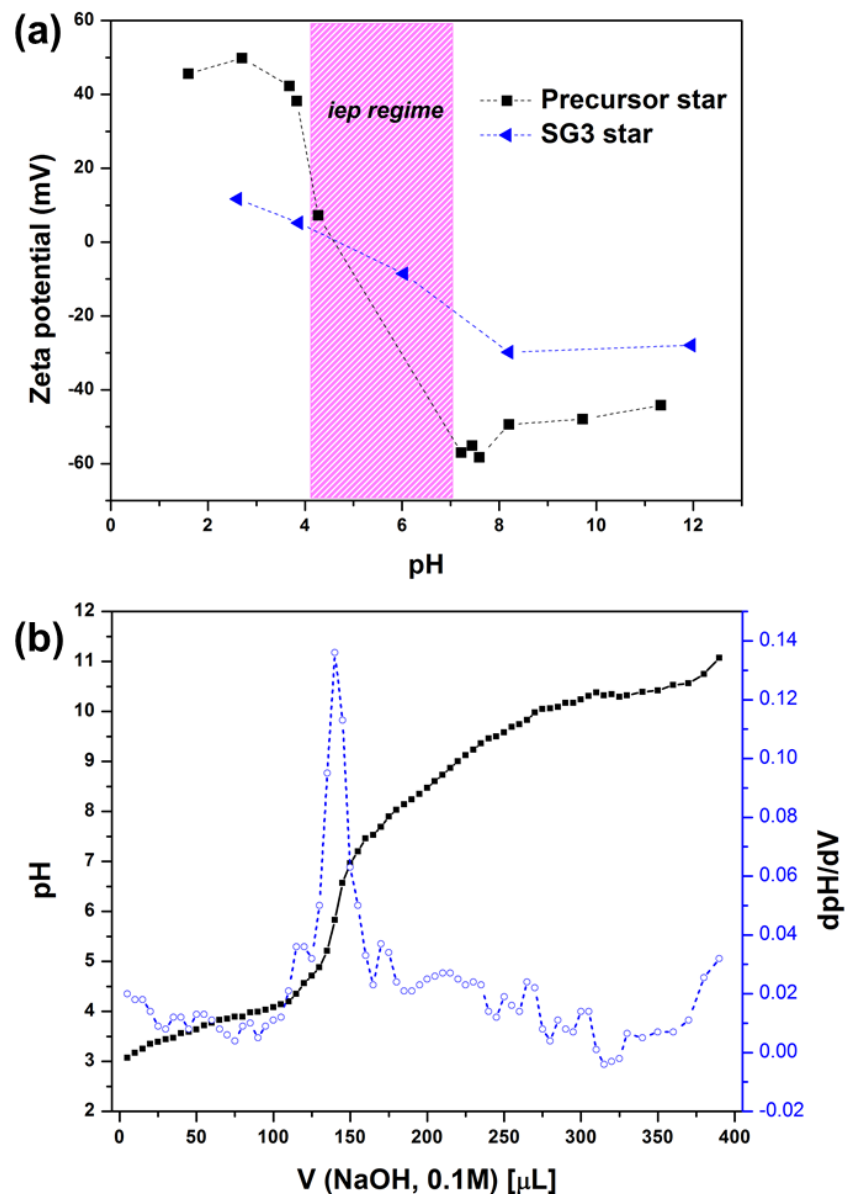 (a)
60
40
20
0
-20
-40
-60
Zeta potential (mV)
iep regime
Precursor star
SG3 star
0 2 4 6 8 10 12
pH
(b)
12
11
10
9
8
7
6
5
4
3
2
pH
0.14
0.12
0.10
0.08
0.06
0.04
0.02
0.00
-0.02
dpH/dV
0 50 100 150 200 250 300 350 400
V (NaOH, 0.1M) [μL]